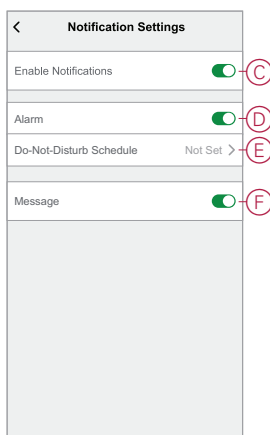 Notification Settings
Enable Notifications C
Alarm D
Do-Not-Disturb Schedule Not Set E
Message F